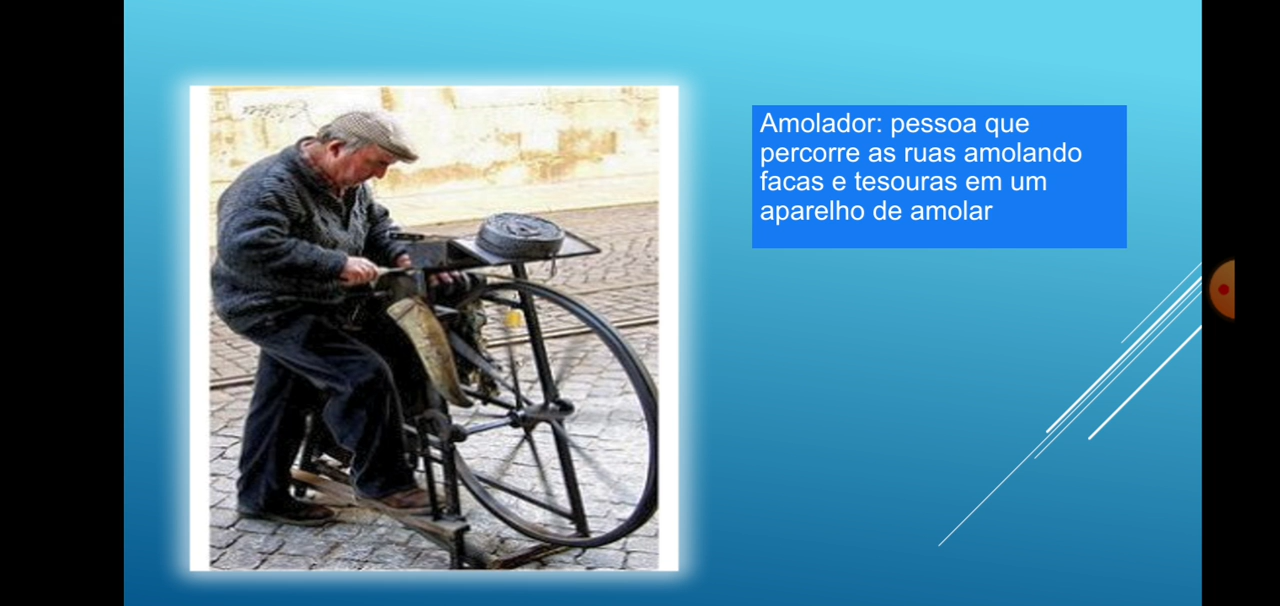 Amolador: pessoa que
percorre as ruas amolando
facas e tesouras em um
aparelho de amolar